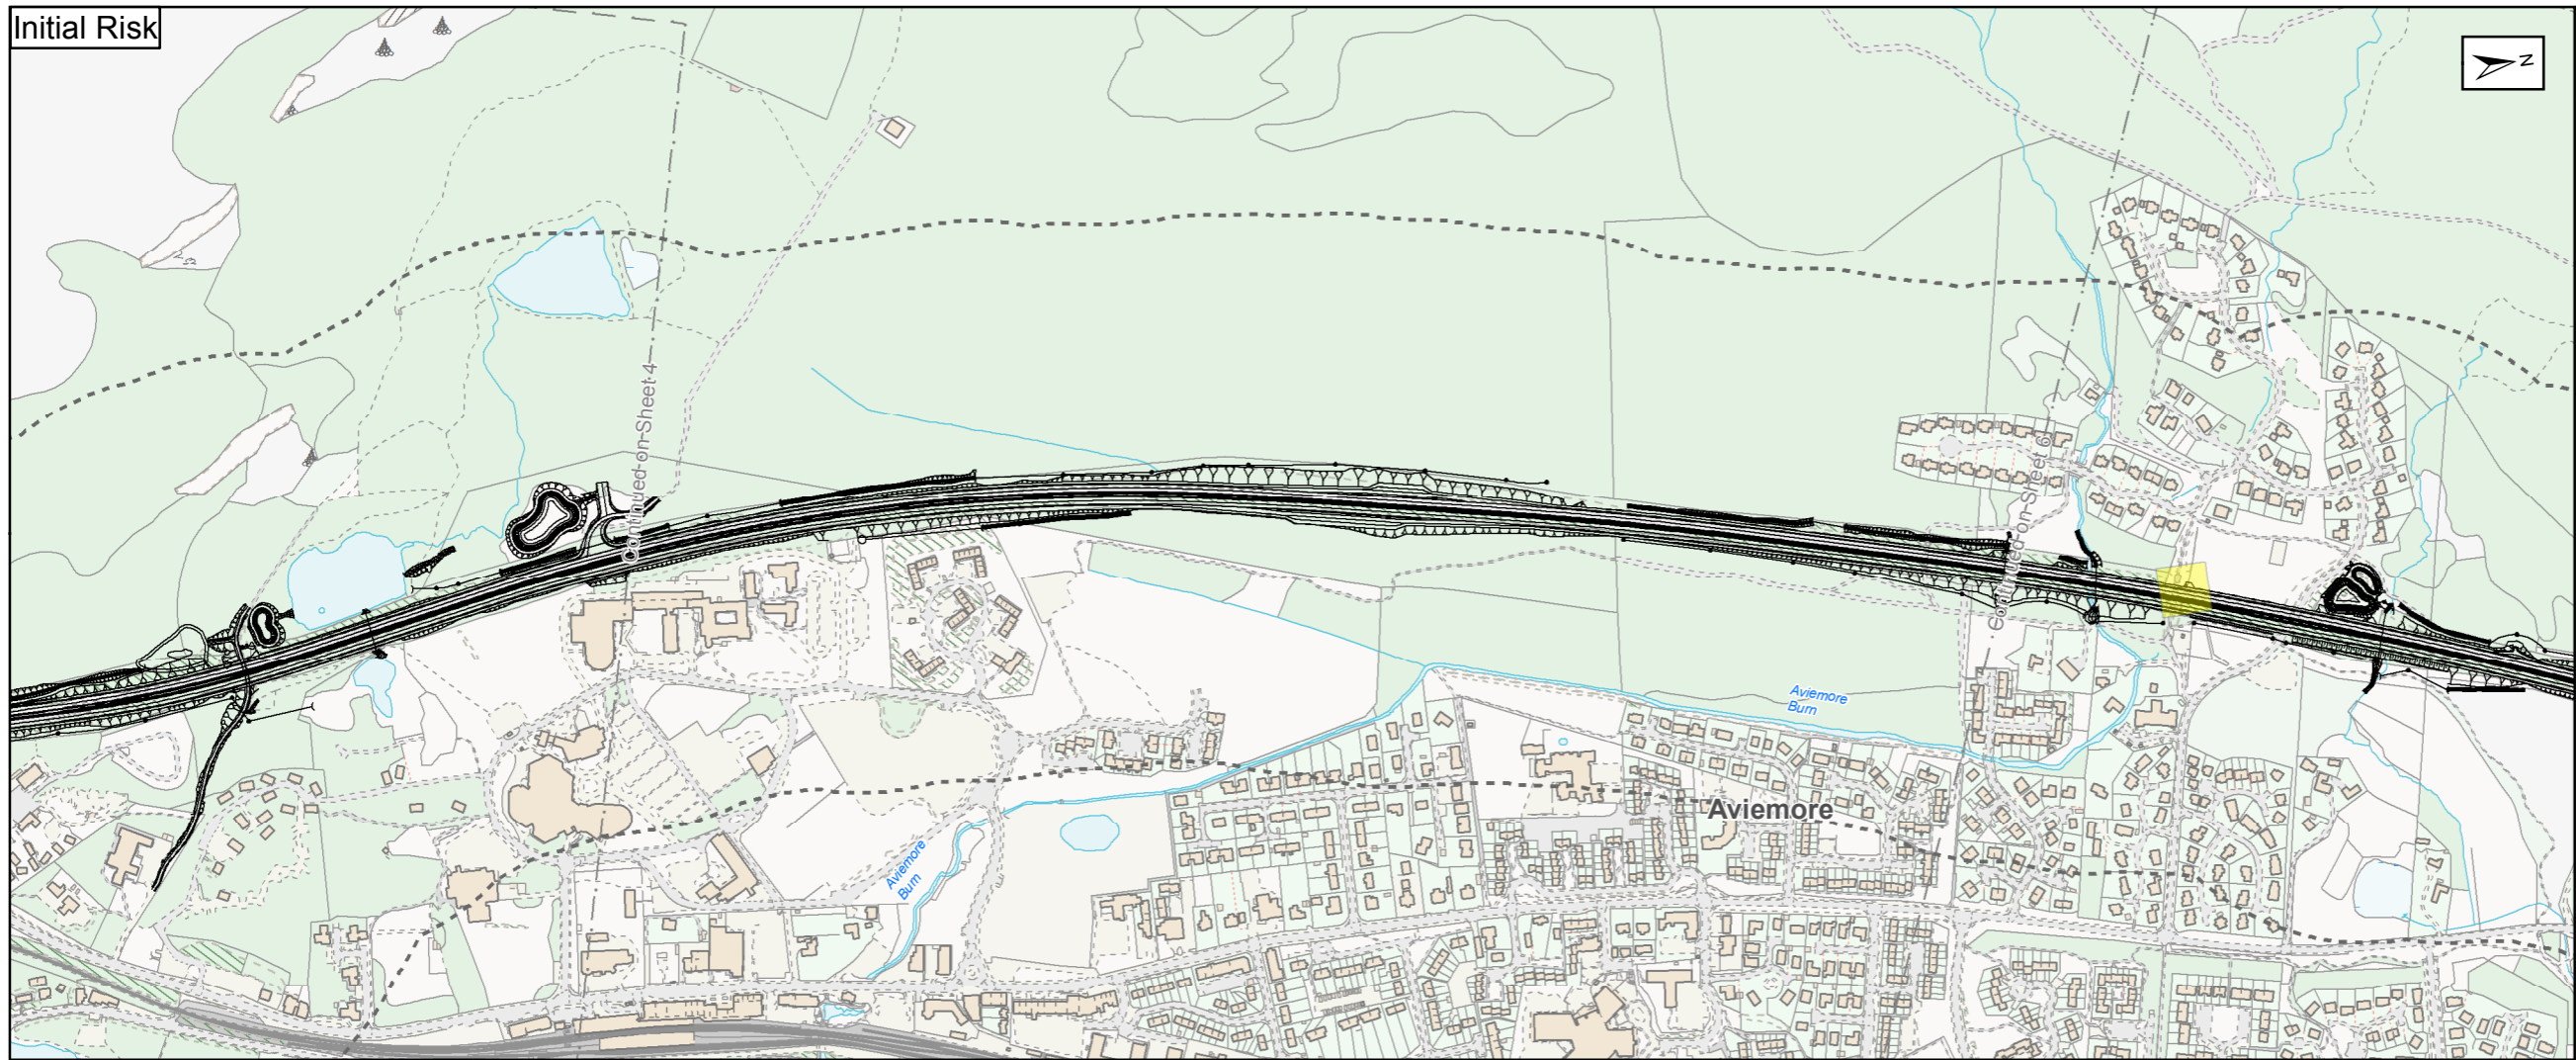 Initial Risk
N
Continued-on-Sheet-4
Continued-on-Sheet 6
Aviemore
Burn
Aviemore
Aviemore
Burn